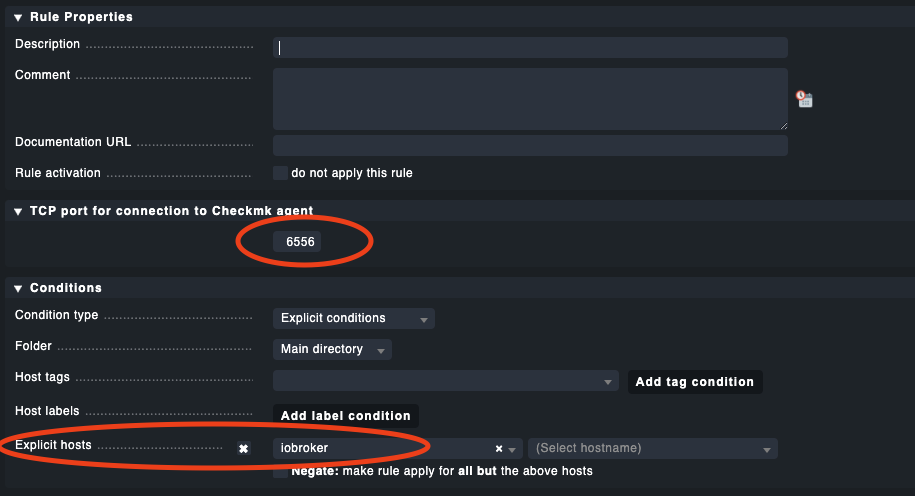 ▼ Rule Properties
Description
Comment
Documentation URL
Rule activation do not apply this rule
▼ TCP port for connection to Checkmk agent
6556
▼ Conditions
Condition type Explicit conditions
Folder Main directory
Host tags Add tag condition
Host labels Add label condition
Explicit hosts ✖ iobroker × (Select hostname)
Negate: make rule apply for all but the above hosts